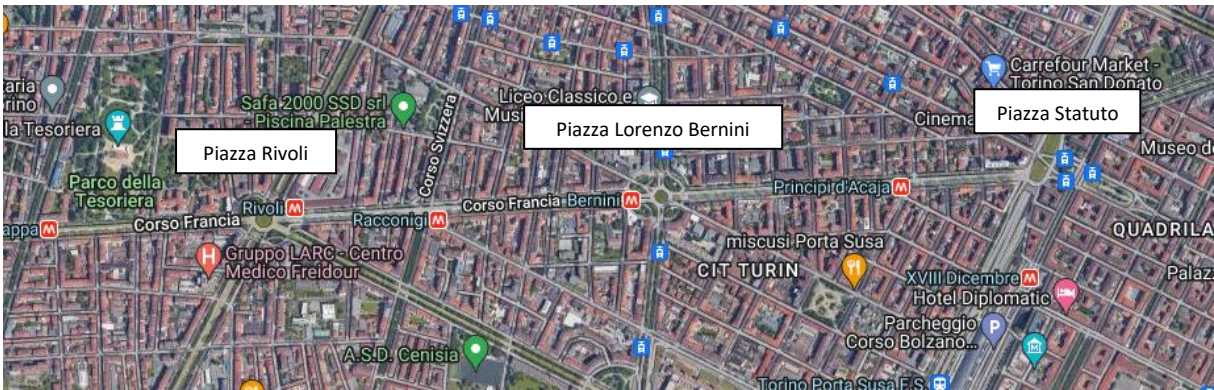 Carrefour Market -
Torino San Donato
Safa 2000 SSD srl
- Piscina Palestra
Liceo Classico e
Corso Svizzera
la Tesoriera
Piazza Rivoli
Piazza Lorenzo Bernini
Cinema
Piazza Statuto
Museo d
Parco della
Tesoriera
Rivoli
M
Racconigi
M
Corso Francia
Bernini
M
Principi d'Acaja
M
M
Corso Francia
QUADRILA
H
Gruppo LARC - Centro
Medico Freidour
miscusi Porta Susa
CIT TURIN
XVIII Dicembre
M
Hotel Diplomatic
Palaz
P
Parcheggio
Corso Bolzano...
A.S.D. Cenisia
Torino Porta Susa F.S.